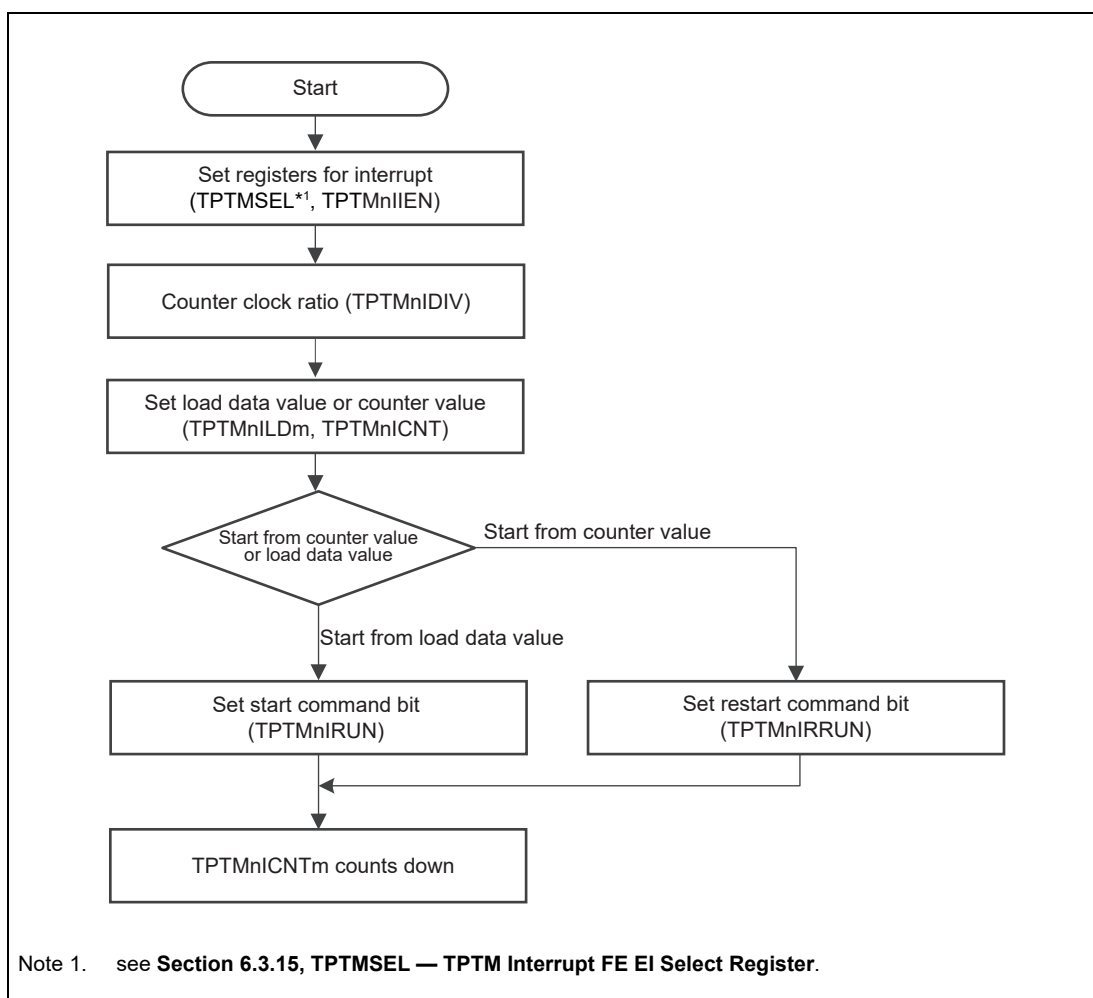 Start
Set registers for interrupt
(TPTMSEL*1, TPTMnIIEN)
Counter clock ratio (TPTMnIDIV)
Set load data value or counter value
(TPTMnILDm, TPTMnICNT)
Start from counter value
or load data value
Start from counter value
Start from load data value
Set start command bit
(TPTMnIRUN)
Set restart command bit
(TPTMnIRRUN)
TPTMnICNTm counts down
Note 1. see Section 6.3.15, TPTMSEL — TPTM Interrupt FE EI Select Register.